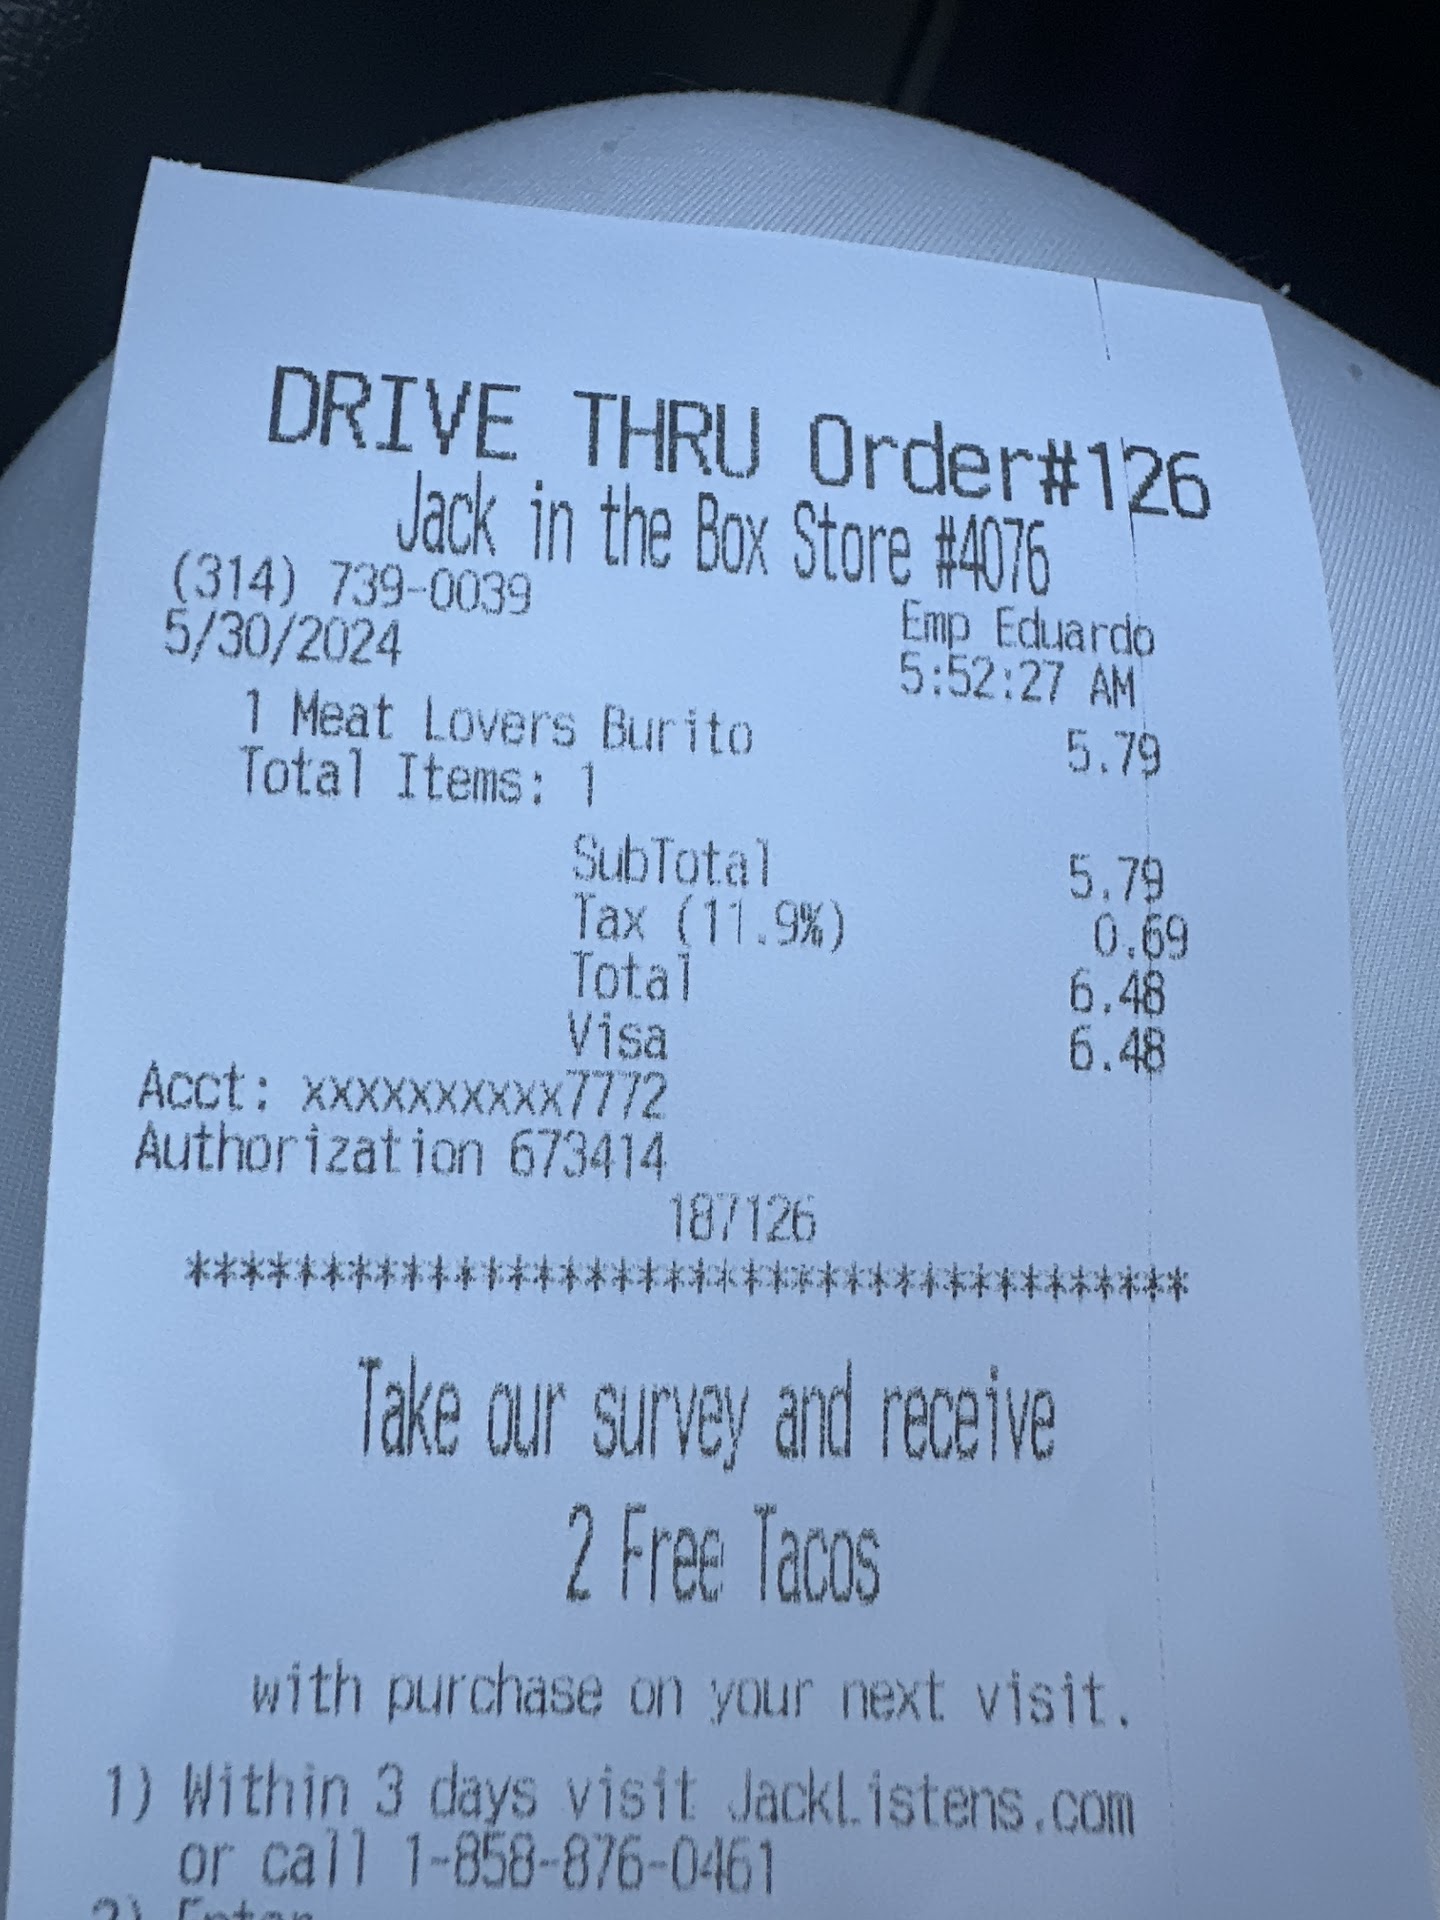 DRIVE THRU Order#126
Jack in the Box Store #4076
(314) 739-0039 Emp Eduardo
5/30/2024 5:52:27 AM
1 Meat Lovers Burito 5.79
Total Items: 1
SubTotal 5.79
Tax (11.9%) 0.69
Total 6.48
Visa 6.48
Acct: xxxxxxxxxx7772
Authorization 673414
187126
***************************************
Take our survey and receive
2 Free Tacos
with purchase on your next visit.
1) Within 3 days visit JackListens.com
or call 1-858-876-0461
2) Enter